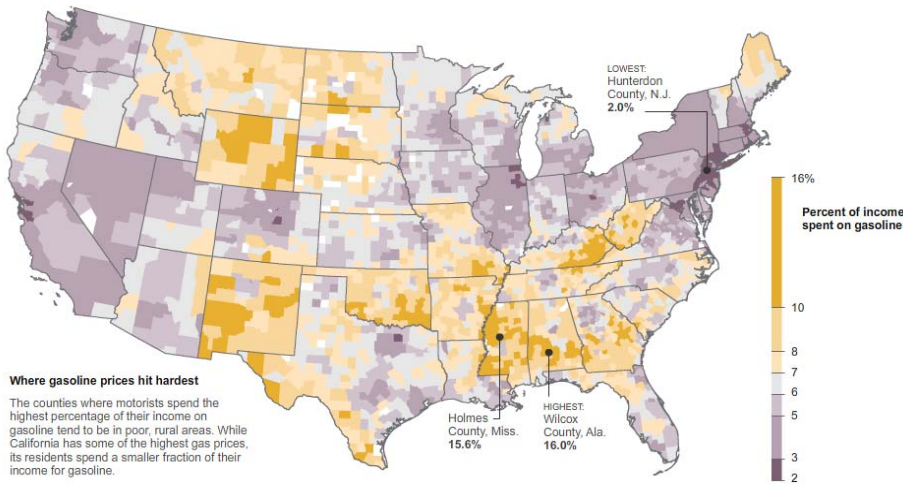 LOWEST:
Hunterdon
County, N.J.
2.0%
16%
Percent of income
spent on gasoline
10
8
7
6
5
3
2
Where gasoline prices hit hardest
The counties where motorists spend the
highest percentage of their income on
gasoline tend to be in poor, rural areas. While
California has some of the highest gas prices,
its residents spend a smaller fraction of their
income for gasoline.
Holmes
County, Miss.
15.6%
HIGHEST:
Wilcox
County, Ala.
16.0%